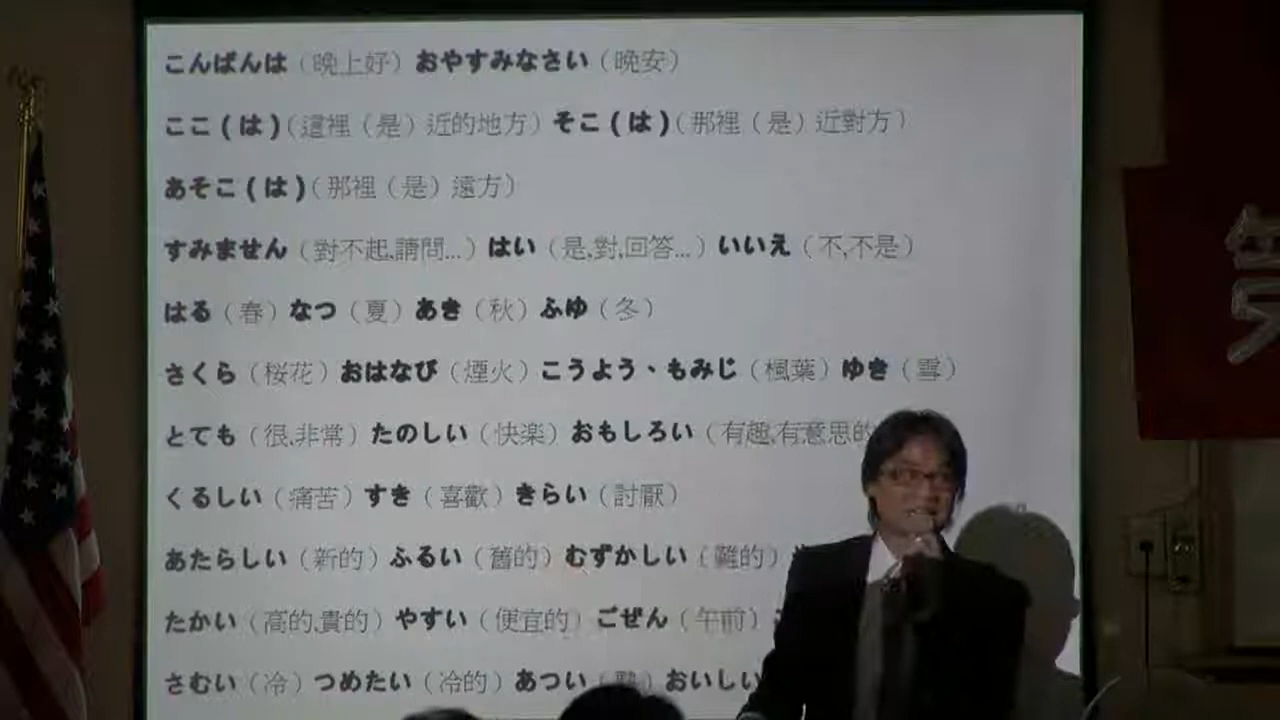 こんばんは（晚上好）おやすみなさい（晚安）
ここ(は)（這裡（是）近的地方）そこ(は)（那裡（是）近對方）
あそこ(は)（那裡（是）遠方）
すみません（對不起,請問...）はい（是,對,回答...）いいえ（不,不是）
はる（春）なつ（夏）あき（秋）ふゆ（冬）
さくら（桜花）おはなび（煙火）こうよう、もみじ（楓葉）ゆき（雪）
とても（很,非常）たのしい（快楽）おもしろい（有趣,有意思的
くるしい（痛苦）すき（喜歡）きらい（討厭）
あたらしい（新的）ふるい（舊的）むずかしい（難的）
たかい（高的,貴的）やすい（便宜的）ごぜん（午前）
さむい（冷）つめたい（冷的）あつい（熱）おいしい